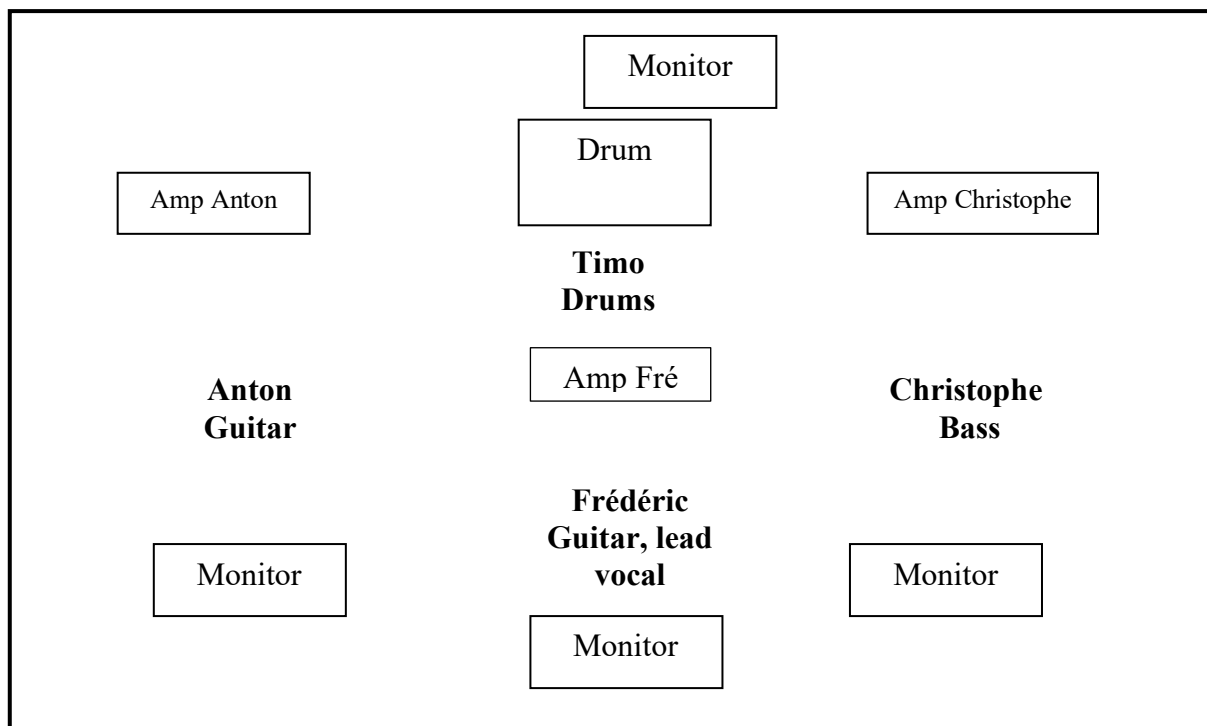 Monitor
Drum
Amp Anton
Amp Christophe
Timo
Drums
Amp Fré
Anton
Guitar
Christophe
Bass
Frédéric
Guitar, lead
vocal
Monitor
Monitor
Monitor